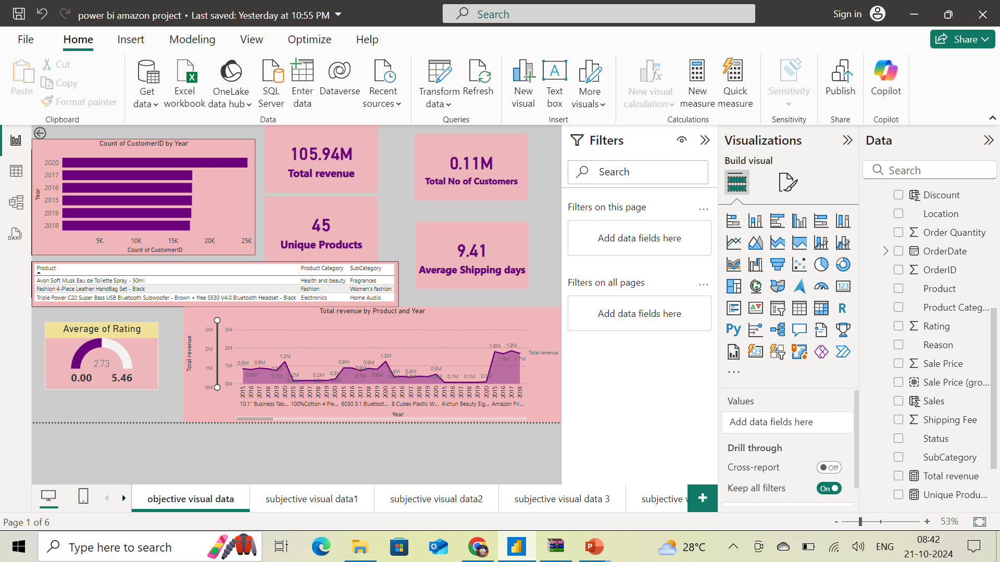 power bi amazon project • Last saved: Yesterday at 10:55 PM
Search
Sign in
File
Home
Insert
Modeling
View
Optimize
Help
Share
Paste
Cut
Copy
Format painter
Clipboard
Get data
Excel workbook
OneLake data hub
SQL Server
Enter data
Dataverse
Recent sources
Data
Transform data
Refresh
Queries
New visual
Text box
More visuals
Insert
New visual calculation
New measure
Quick measure
Calculations
Sensitivity
Sensitivity
Publish
Share
Copilot
Copilot
Count of CustomerID by Year
Year
2020
2017
2016
2015
2019
2018
5K 10K 15K 20K 25K
Count of CustomerID
105.94M
Total revenue
0.11M
Total No of Customers
45
Unique Products
9.41
Average Shipping days
Product Product Category SubCategory
Avon Soft Musk Eau de Toilette Spray - 50ml Health and beauty Fragrances
Fashion 4-Piece Leather HandBag Set - Black Fashion Women's fashion
Triple Power C20 Super Bass USB Bluetooth Subwoofer - Brown + free S530 V4.0 Bluetooth Headset - Black Electronics Home Audio
Average of Rating
2.73
0.00 5.46
Total revenue by Product and Year
Total revenue
3M
2M
1M
0M
3M
2M
1M
0M
0.8M 0.9M 1.2M 0.2M 0.3M 0.9M 0.9M 1.2M 0.4M 0.4M 0.5M 0.1M 0.1M 0.1M 1.8M 1.8M
0.8M 0.7M 0.7M 0.8M 1.7M 1.7M
Total revenue
2015 2016 2017 2018 2019 2020 2015 2016 2017 2018 2019 2020 2015 2016 2017 2018 2019 2020 2015 2016 2017 2018 2019 2020 2015 2016 2017 2018 2019 2020 2015 2016 2017 2018
10.1" Business Tab... 100%Cotton 4 Pie... 6030 3.1 Bluetoot... 8 Cubes Plastic W... Aichun Beauty Eig... Amazon Fir...
Year
Filters
Search
Filters on this page ...
Add data fields here
Filters on all pages ...
Add data fields here
Visualizations
Build visual
123
R
Py
123
...
Values
Add data fields here
Drill through
Cross-report Off
Keep all filters On
Data
Search
Discount
Location
Order Quantity
OrderDate
OrderID
Product
Product Categ...
Rating
Reason
Sale Price
Sale Price (gro...
Sales
Shipping Fee
Status
SubCategory
Total revenue
Unique Produ...
objective visual data
subjective visual data1
subjective visual data2
subjective visual data 3
subjective v
+
Page 1 of 6
- + 53%
Type here to search
28°C
ENG
08:42
21-10-2024